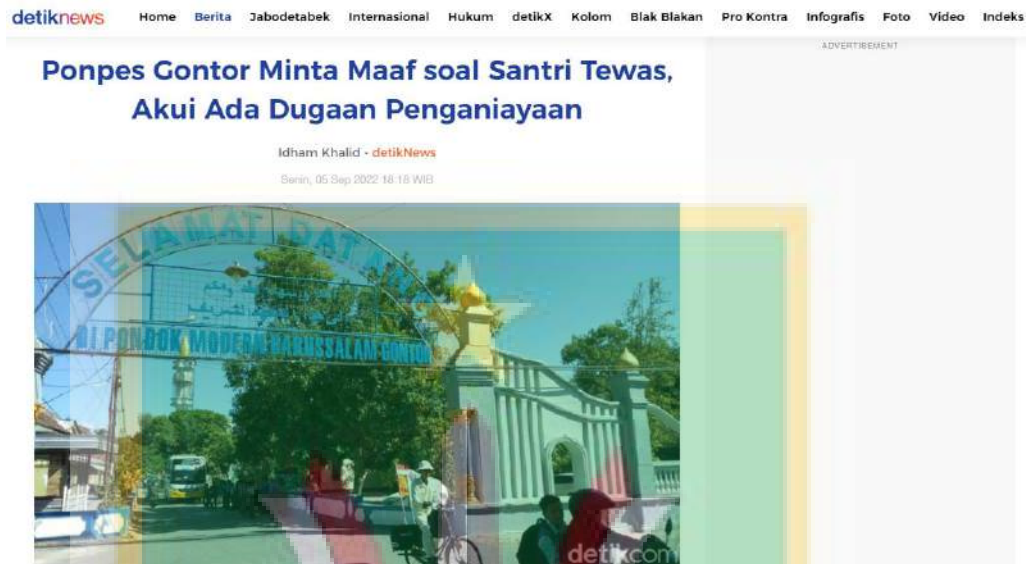 detiknews
Home Berita Jabodetabek Internasional Hukum detikX Kolom Blak Blakan Pro Kontra Infografis Foto Video Indeks
ADVERTISEMENT
Ponpes Gontor Minta Maaf soal Santri Tewas,
Akui Ada Dugaan Penganiayaan
Idham Khalid - detikNews
Senin, 05 Sep 2022 18:18 WIB
SELAMAT DATANG
DI PONDOK MODERN DARUSSALAM GONTOR
detikcom